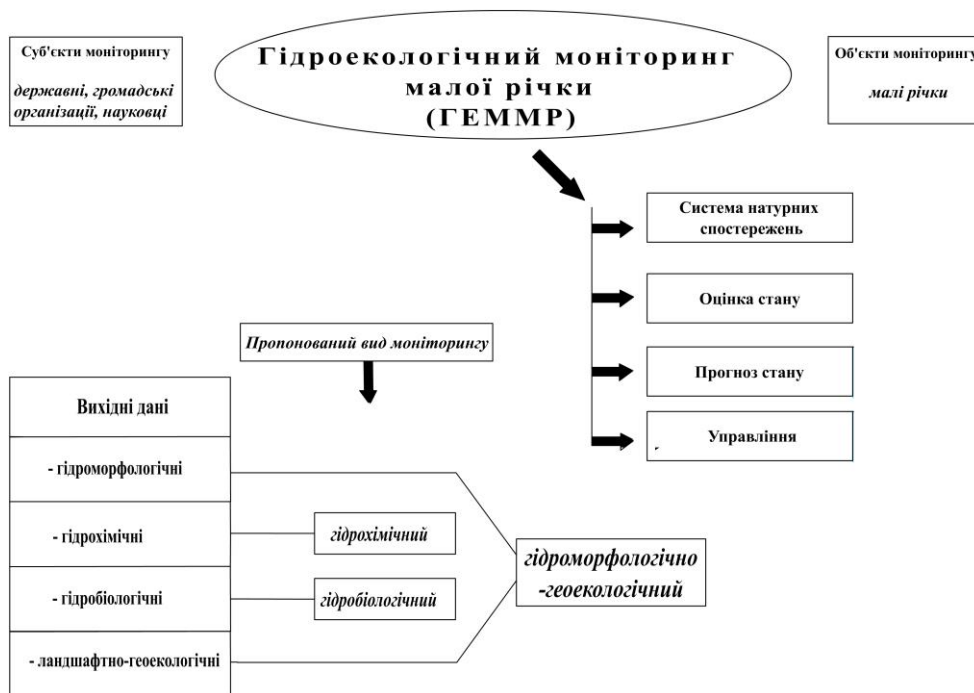 Суб'єкти моніторингу
державні, громадські
організації, науковці
Гідроекологічний моніторинг
малої річки
(ГЕММР)
Об'єкти моніторингу
малі річки
Система натурних
спостережень
Оцінка стану
Прогноз стану
Управління
Пропонований вид моніторингу
Вихідні дані
- гідроморфологічні
- гідрохімічні
- гідробіологічні
- ландшафтно-геоекологічні
гідрохімічний
гідробіологічний
гідроморфологічно
-геоекологічний